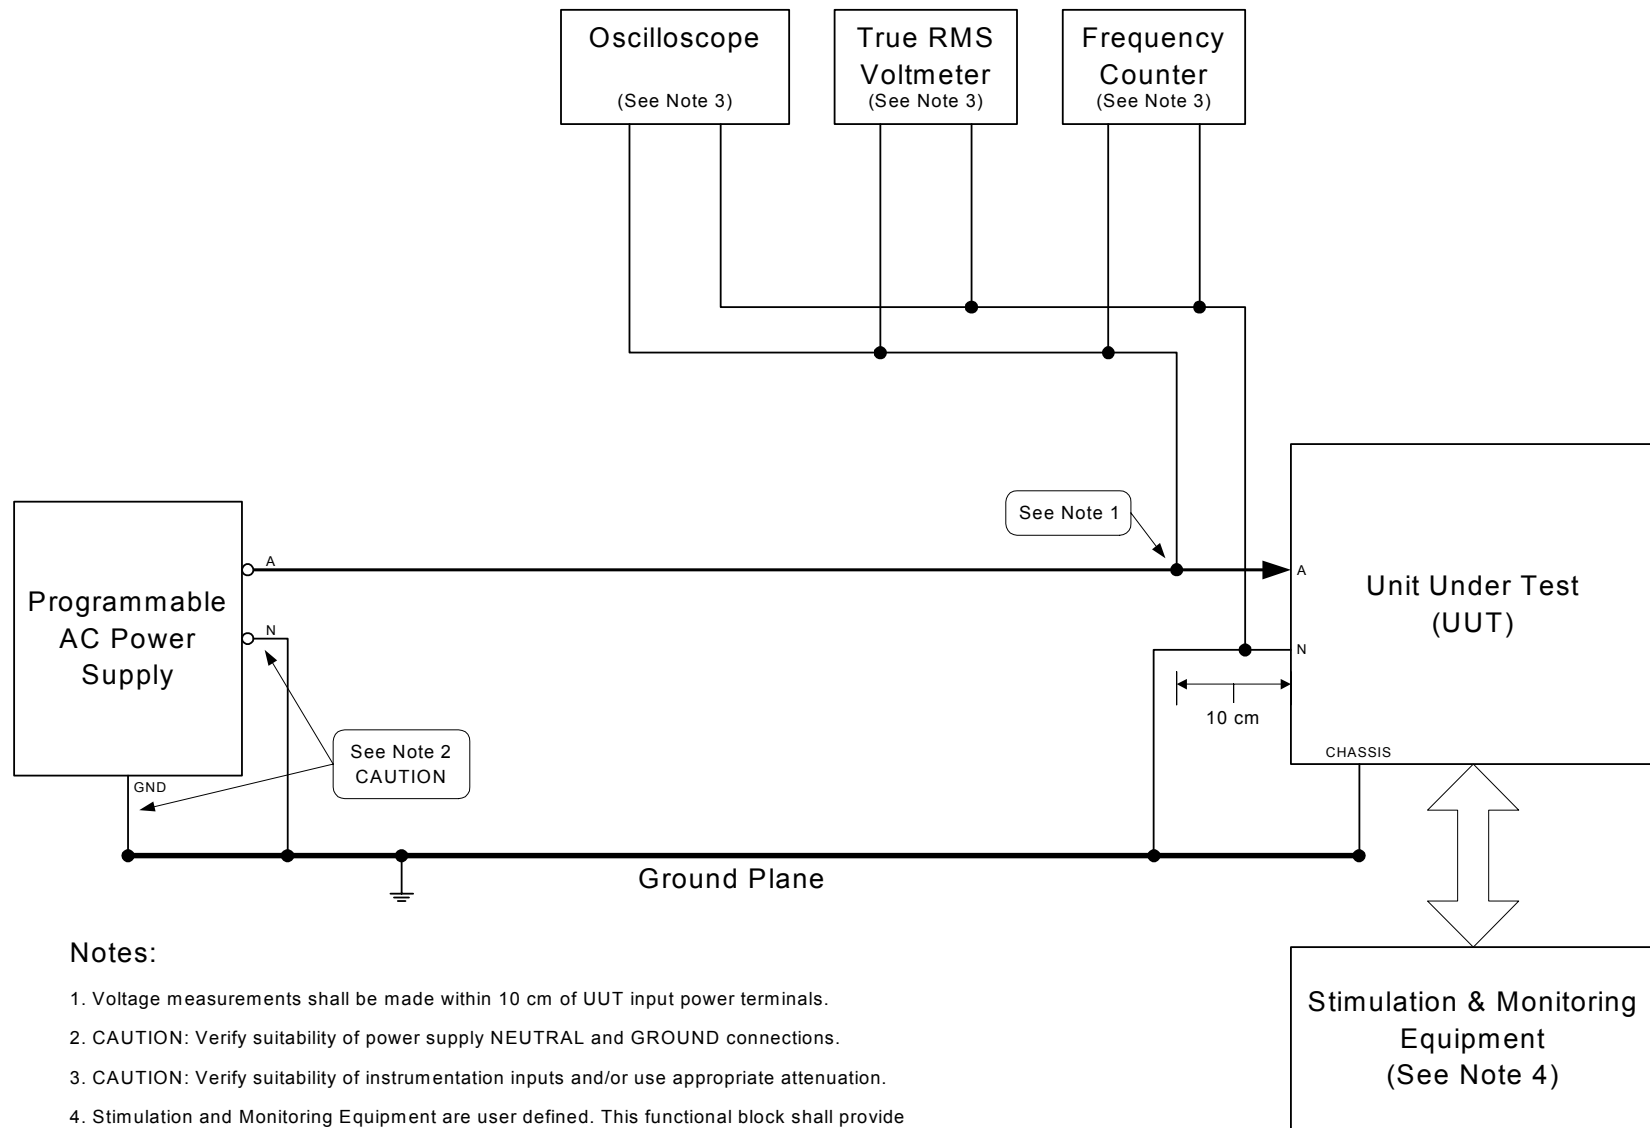 Oscilloscope
(See Note 3)
True RMS
Voltmeter
(See Note 3)
Frequency
Counter
(See Note 3)
See Note 1
A
N
Programmable
AC Power
Supply
GND
See Note 2
CAUTION
A
N
Unit Under Test
(UUT)
10 cm
CHASSIS
Ground Plane
Stimulation & Monitoring
Equipment
(See Note 4)
Notes:
1. Voltage measurements shall be made within 10 cm of UUT input power terminals.
2. CAUTION: Verify suitability of power supply NEUTRAL and GROUND connections.
3. CAUTION: Verify suitability of instrumentation inputs and/or use appropriate attenuation.
4. Stimulation and Monitoring Equipment are user defined. This functional block shall provide